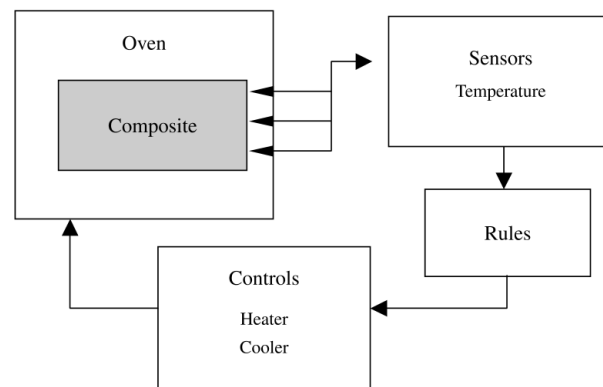 Oven
Composite
Sensors
Temperature
Rules
Controls
Heater
Cooler